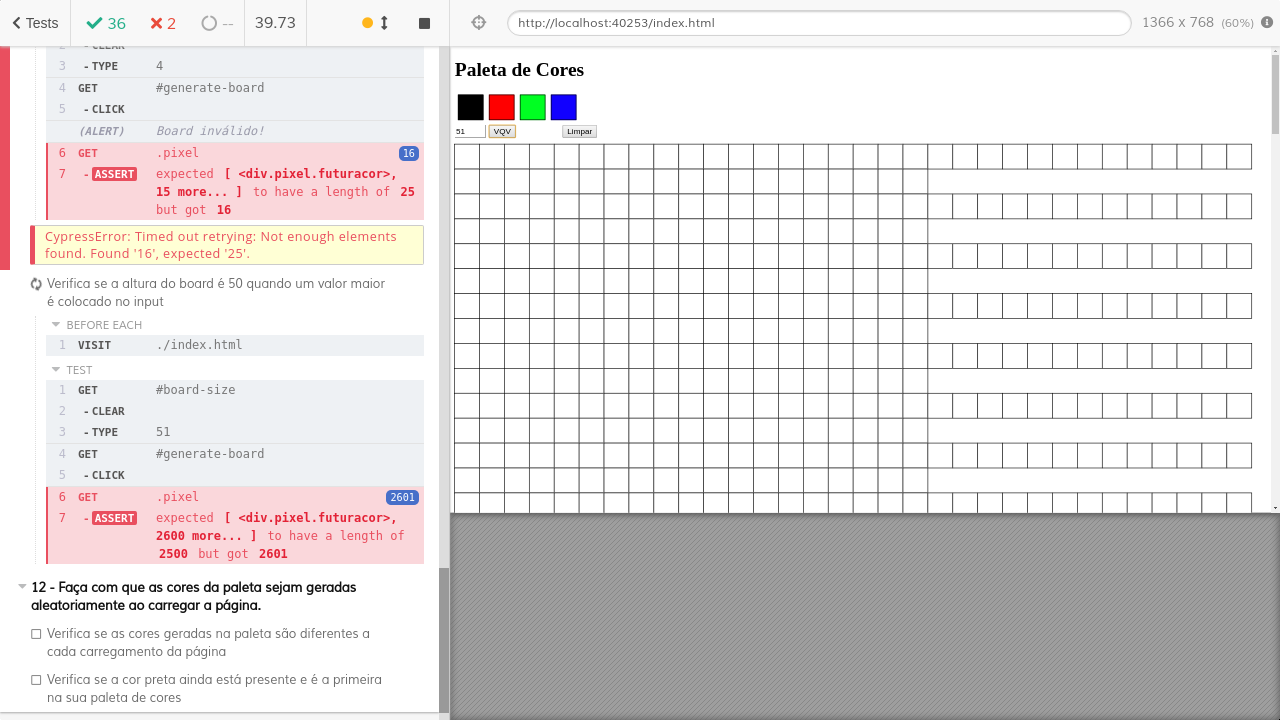 Tests
36
2
--
39.73
http://localhost:40253/index.html
1366 x 768 (60%)
2 - CLEAR
3 - TYPE 4
4 GET #generate-board
5 - CLICK
(ALERT) Board inválido!
6 GET .pixel 16
7 - ASSERT expected [ <div.pixel.futuracor>,
15 more... ] to have a length of 25
but got 16
CypressError: Timed out retrying: Not enough elements
found. Found '16', expected '25'.
Verifica se a altura do board é 50 quando um valor maior
é colocado no input
BEFORE EACH
1 VISIT ./index.html
TEST
1 GET #board-size
2 - CLEAR
3 - TYPE 51
4 GET #generate-board
5 - CLICK
6 GET .pixel 2601
7 - ASSERT expected [ <div.pixel.futuracor>,
2600 more... ] to have a length of
2500 but got 2601
12 - Faça com que as cores da paleta sejam geradas
aleatoriamente ao carregar a página.
Verifica se as cores geradas na paleta são diferentes a
cada carregamento da página
Verifica se a cor preta ainda está presente e é a primeira
na sua paleta de cores
Paleta de Cores
51 VQV Limpar